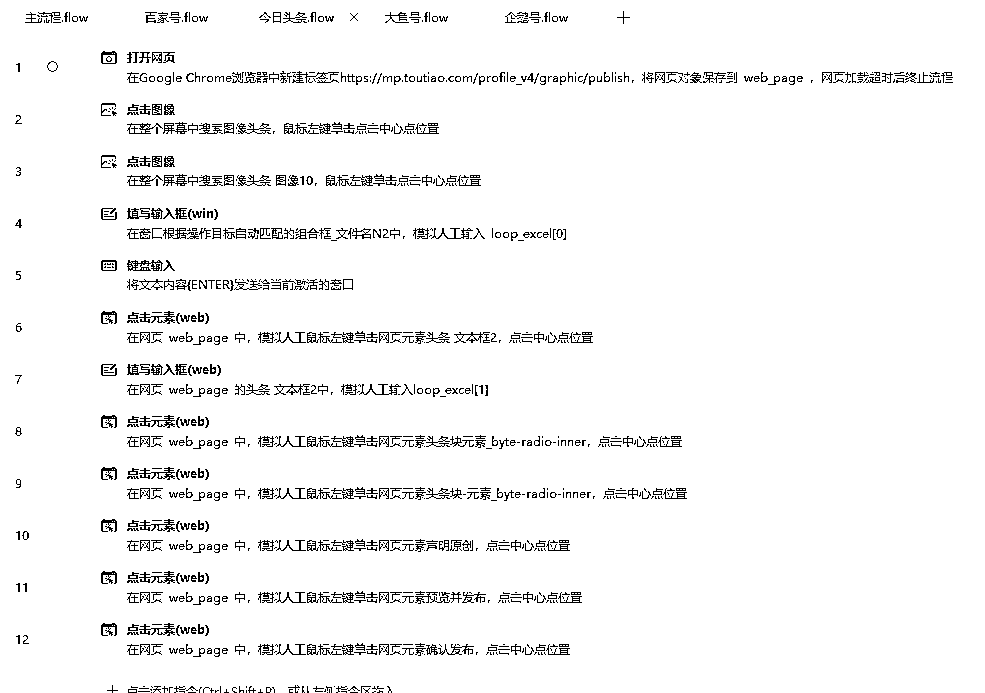 主流程.flow 百家号.flow 今日头条.flow × 大鱼号.flow 企鹅号.flow +
1 打开网页
在Google Chrome浏览器中新建标签页https://mp.toutiao.com/profile_v4/graphic/publish，将网页对象保存到 web_page ，网页加载超时后终止流程
2 点击图像
在整个屏幕中搜索图像头条，鼠标左键单击点击中心点位置
3 点击图像
在整个屏幕中搜索图像头条 图像10，鼠标左键单击点击中心点位置
4 填写输入框(win)
在窗口根据操作目标自动匹配的组合框_文件名N2中，模拟人工输入 loop_excel[0]
5 键盘输入
将文本内容{ENTER}发送给当前激活的窗口
6 点击元素(web)
在网页 web_page 中，模拟人工鼠标左键单击网页元素头条 文本框2，点击中心点位置
7 填写输入框(web)
在网页 web_page 的头条 文本框2中，模拟人工输入loop_excel[1]
8 点击元素(web)
在网页 web_page 中，模拟人工鼠标左键单击网页元素头条块元素_byte-radio-inner，点击中心点位置
9 点击元素(web)
在网页 web_page 中，模拟人工鼠标左键单击网页元素头条块-元素_byte-radio-inner，点击中心点位置
10 点击元素(web)
在网页 web_page 中，模拟人工鼠标左键单击网页元素声明原创，点击中心点位置
11 点击元素(web)
在网页 web_page 中，模拟人工鼠标左键单击网页元素预览并发布，点击中心点位置
12 点击元素(web)
在网页 web_page 中，模拟人工鼠标左键单击网页元素确认发布，点击中心点位置
+ 点击添加指令(Ctrl+Shift+P)，或从左侧指令区拖入